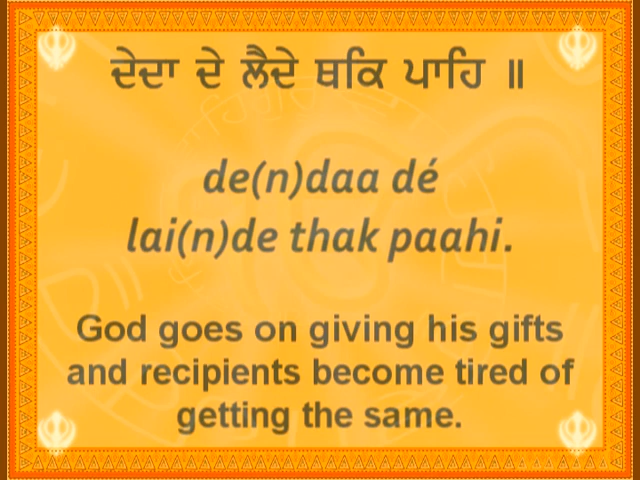 ਦੇਦਾ ਦੇ ਲੈਦੇ ਥਕਿ ਪਾਹਿ ॥
de(n)daa dé
lai(n)de thak paahi.
God goes on giving his gifts
and recipients become tired of
getting the same.